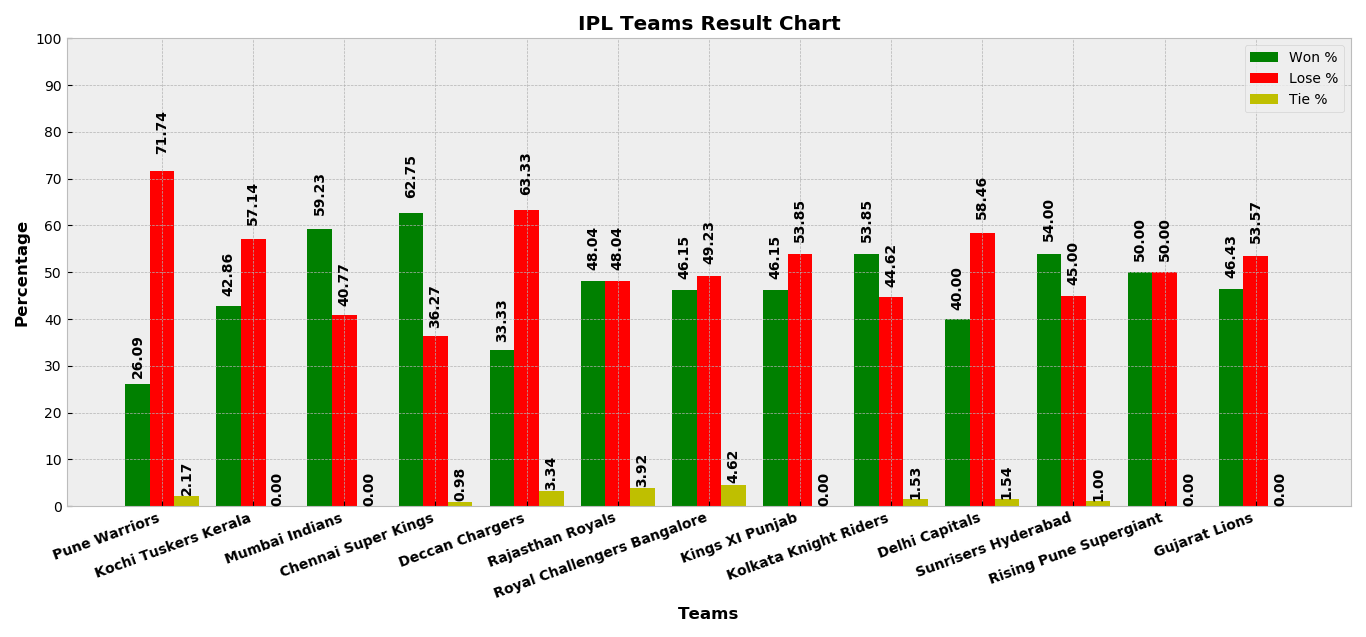 IPL Teams Result Chart
Won %
Lose %
Tie %
Percentage
100
90
80
70
60
50
40
30
20
10
0
26.09
71.74
2.17
42.86
57.14
0.00
59.23
40.77
0.00
62.75
36.27
0.98
33.33
63.33
3.34
48.04
48.04
3.92
46.15
49.23
4.62
46.15
53.85
0.00
53.85
44.62
1.53
40.00
58.46
1.54
54.00
45.00
1.00
50.00
50.00
0.00
46.43
53.57
0.00
Pune Warriors
Kochi Tuskers Kerala
Mumbai Indians
Chennai Super Kings
Deccan Chargers
Rajasthan Royals
Royal Challengers Bangalore
Kings XI Punjab
Kolkata Knight Riders
Delhi Capitals
Sunrisers Hyderabad
Rising Pune Supergiant
Gujarat Lions
Teams